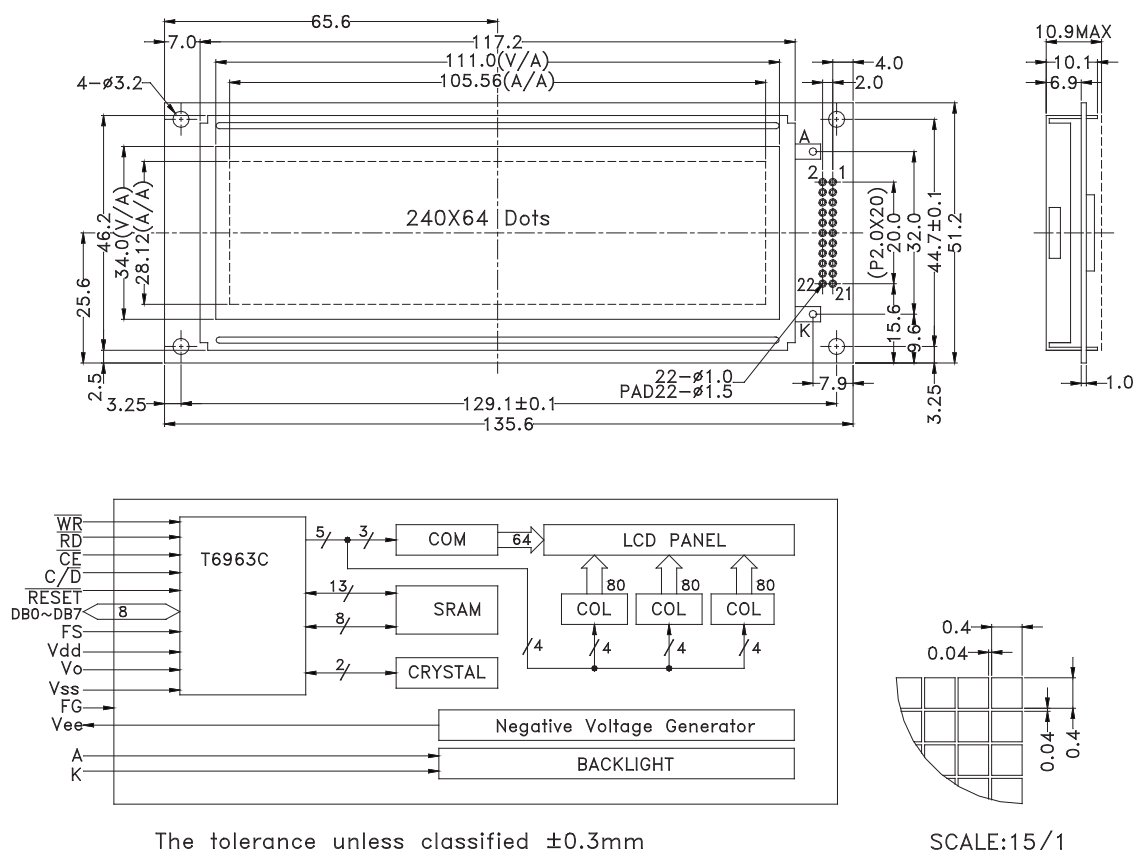 65.6
7.0
117.2
10.9MAX
111.0(V/A)
4.0
10.1
4-ø3.2
105.56(A/A)
2.0
6.9
A
2
1
46.2
34.0(V/A)
28.12(A/A)
240X64 Dots
(P2.0X20)
20.0
32.0
44.7±0.1
51.2
25.6
22
21
K
15.6
9.6
22-ø1.0
PAD22-ø1.5
7.9
2.5
3.25
129.1±0.1
3.25
1.0
135.6
WR
RD
CE
C/D
RESET
DB0~DB7
8
FS
Vdd
Vo
Vss
FG
Vee
A
K
T6963C
5
3
COM
64
LCD PANEL
13
8
SRAM
80
80
80
COL
COL
COL
4
4
4
4
2
CRYSTAL
Negative Voltage Generator
BACKLIGHT
0.4
0.04
0.04
0.4
The tolerance unless classified ±0.3mm
SCALE:15/1